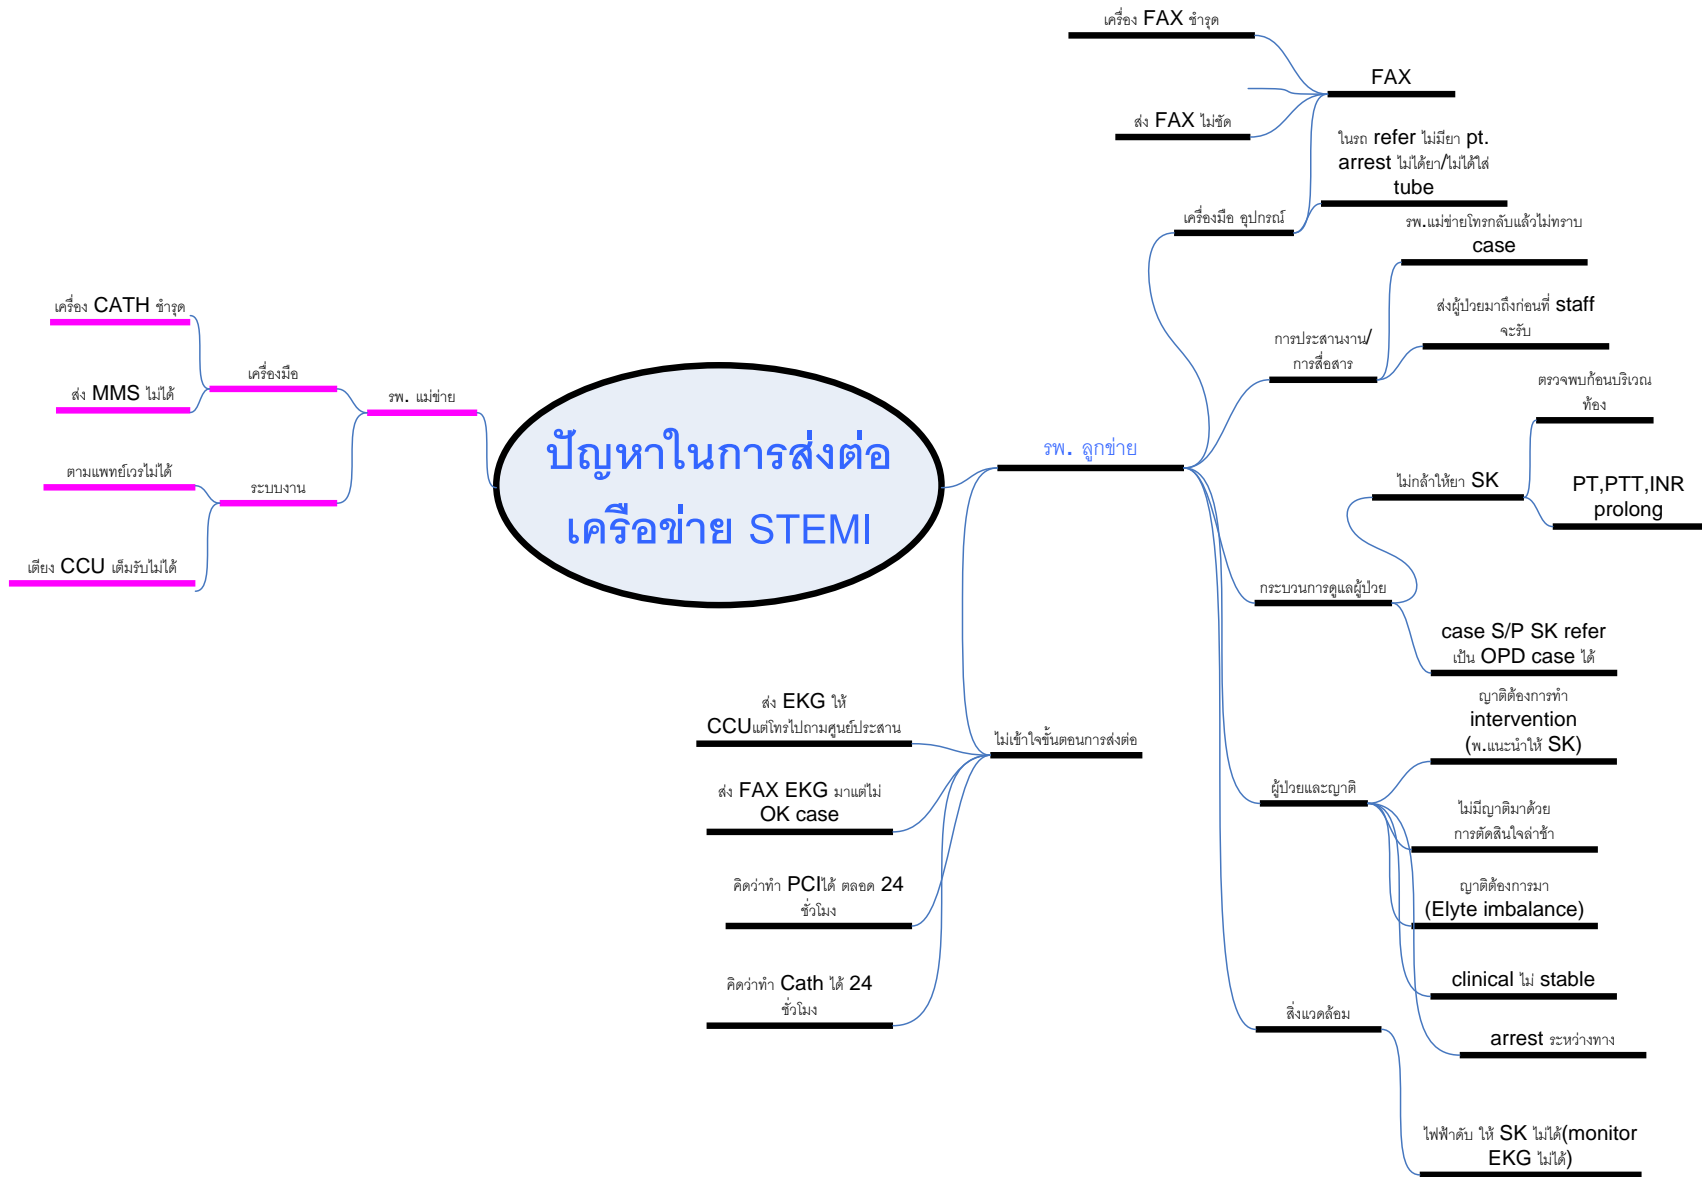 เครื่อง FAX ชำรุด
FAX
ส่ง FAX ไม่ชัด
ในรถ refer ไม่มียา pt.
arrest ไม่ได้ยา/ไม่ได้ใส่
tube
เครื่องมือ อุปกรณ์
รพ.แม่ข่ายโทรกลับแล้วไม่ทราบ
case
ส่งผู้ป่วยมาถึงก่อนที่ staff
จะรับ
การประสานงาน/
การสื่อสาร
ตรวจพบก้อนบริเวณ
ท้อง
ไม่กล้าให้ยา SK
PT,PTT,INR
prolong
กระบวนการดูแลผู้ป่วย
case S/P SK refer
เป็น OPD case ได้
เครื่อง CATH ชำรุด
เครื่องมือ
ส่ง MMS ไม่ได้
รพ. แม่ข่าย
ตามแพทย์เวรไม่ได้
ระบบงาน
เตียง CCU เต็มรับไม่ได้
ปัญหาในการส่งต่อ
เครือข่าย STEMI
รพ. ลูกข่าย
ส่ง EKG ให้
CCUแต่โทรไปถามศูนย์ประสาน
ไม่เข้าใจขั้นตอนการส่งต่อ
ส่ง FAX EKG มาแต่ไม่
OK case
คิดว่าทำ PCIได้ ตลอด 24
ชั่วโมง
คิดว่าทำ Cath ได้ 24
ชั่วโมง
ญาติต้องการทำ
intervention
(พ.แนะนำให้ SK)
ผู้ป่วยและญาติ
ไม่มีญาติมาด้วย
การตัดสินใจล่าช้า
ญาติต้องการมา
(Elyte imbalance)
clinical ไม่ stable
arrest ระหว่างทาง
สิ่งแวดล้อม
ไฟฟ้าดับ ให้ SK ไม่ได้(monitor
EKG ไม่ได้)